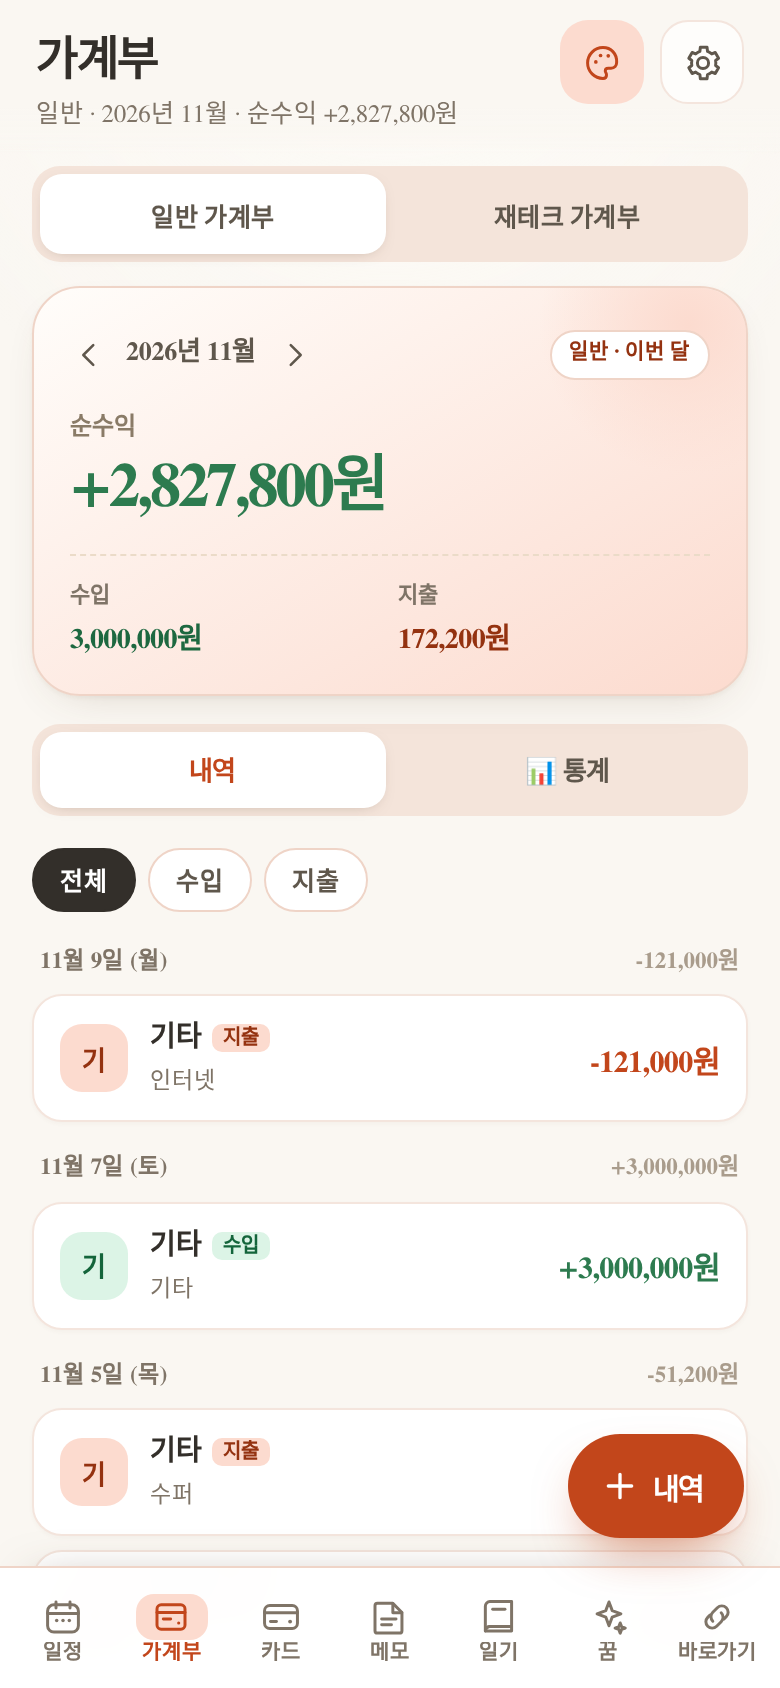 가계부
일반 · 2026년 11월 · 순수익 +2,827,800원
일반 가계부
재테크 가계부
2026년 11월
일반 · 이번 달
순수익
+2,827,800원
수입
지출
3,000,000원
172,200원
내역
통계
전체
수입
지출
11월 9일 (월)
-121,000원
기
기타 지출
인터넷
-121,000원
11월 7일 (토)
+3,000,000원
기
기타 수입
기타
+3,000,000원
11월 5일 (목)
-51,200원
기
기타 지출
수퍼
+ 내역
일정
가계부
카드
메모
일기
꿈
바로가기